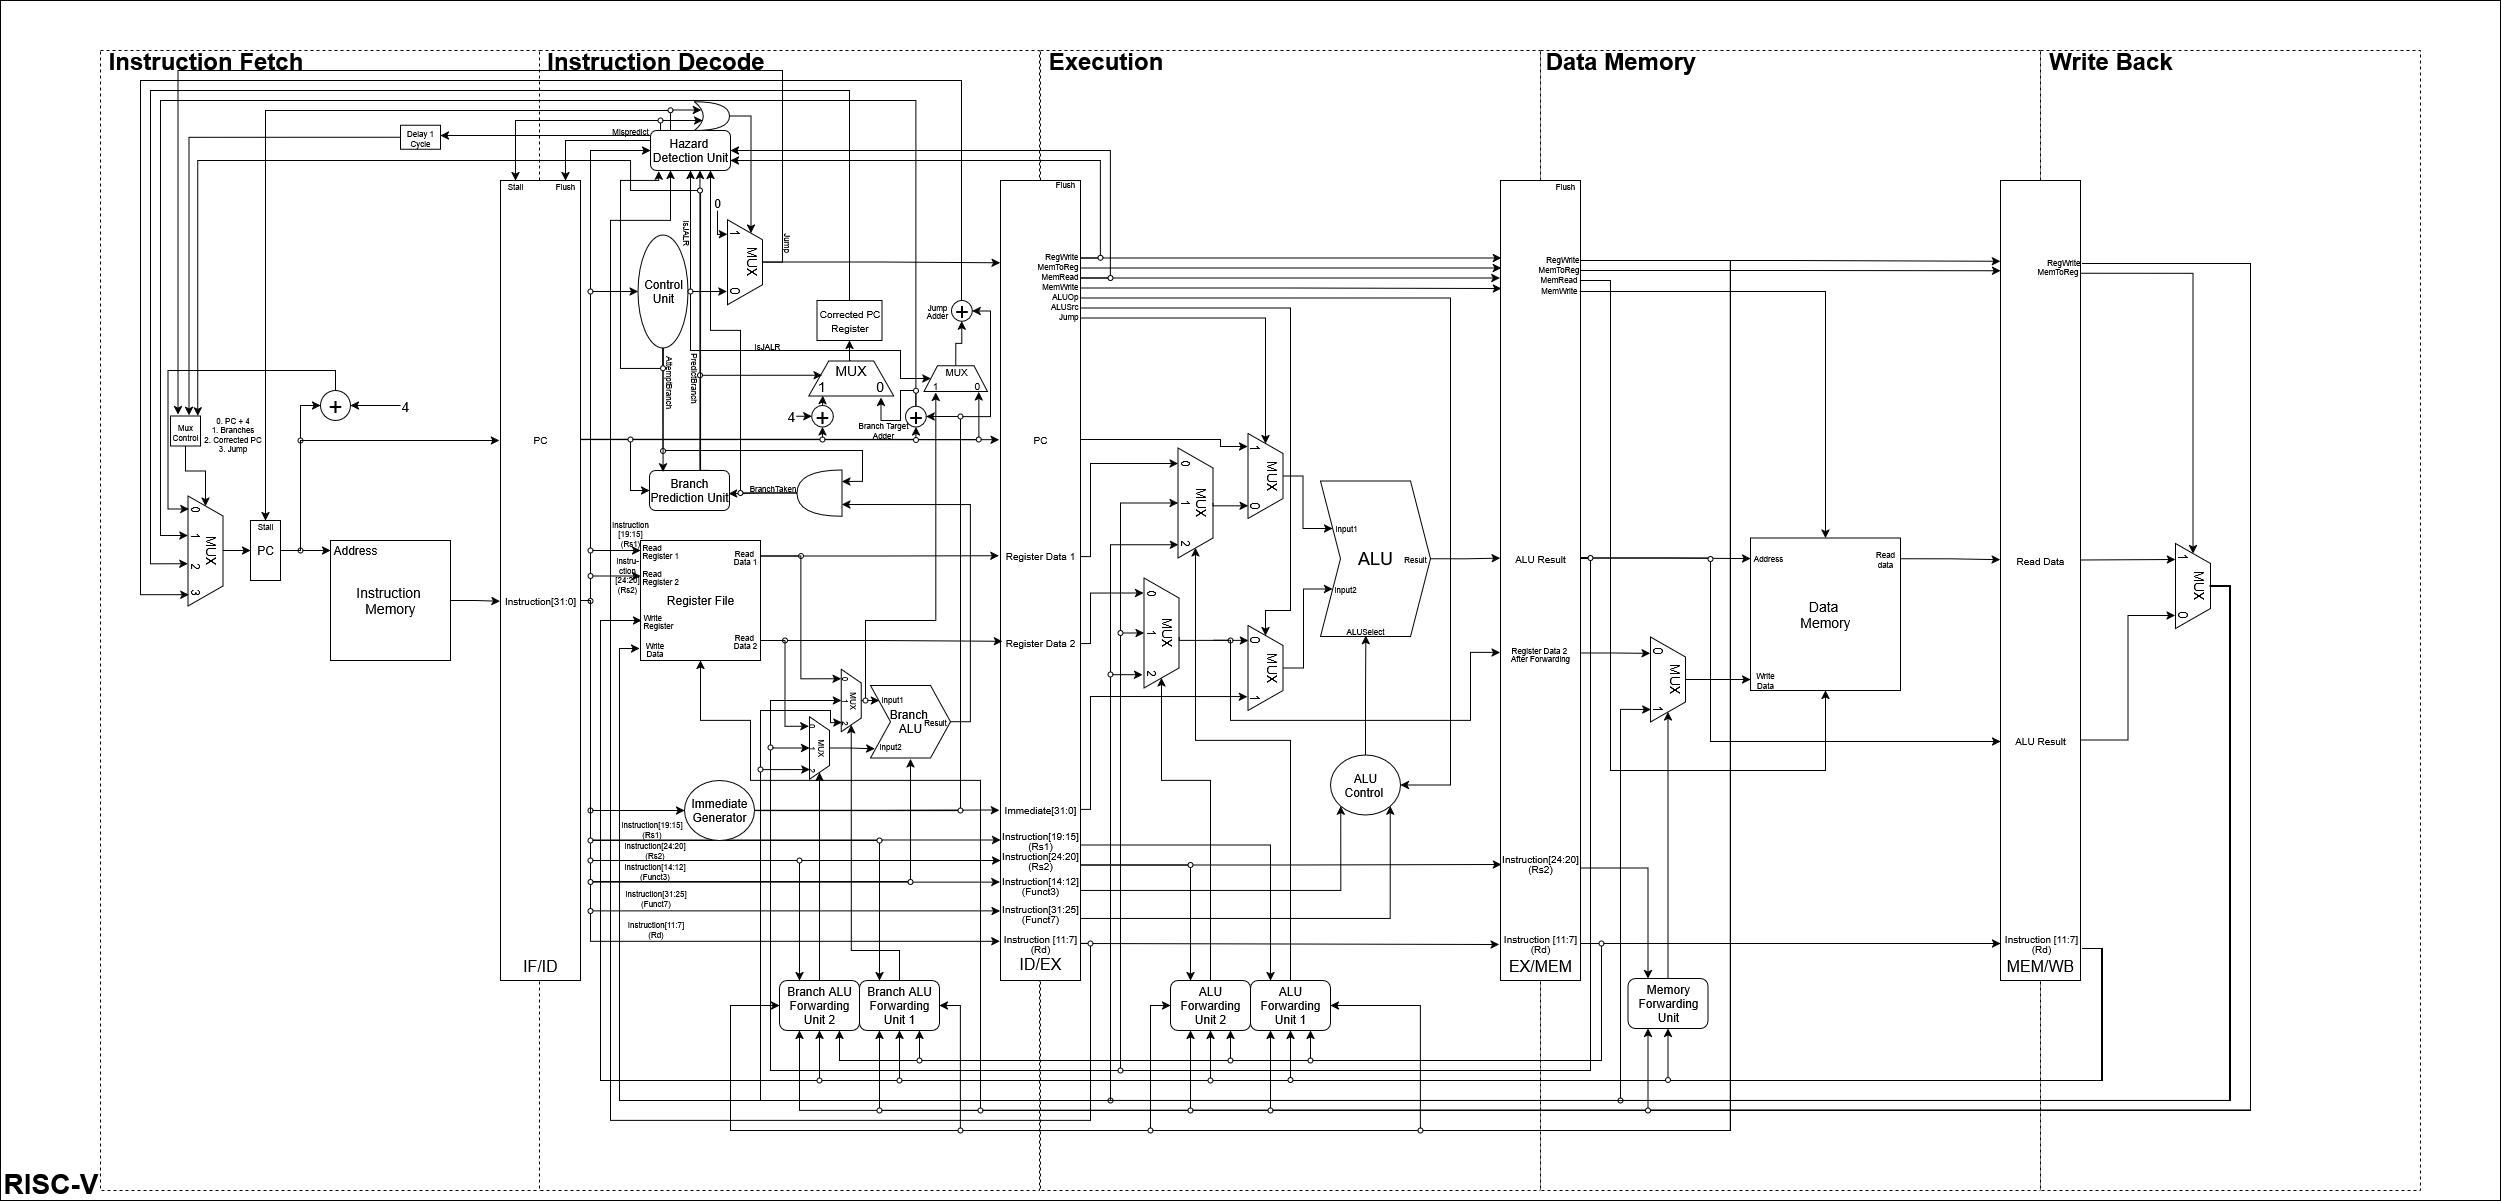 Instruction Fetch
Instruction Decode
Execution
Data Memory
Write Back
Delay 1
Cycle
Mispredict
Hazard
Detection Unit
Stall
Flush
0
IsJALR
1
MUX
0
Jump
Control
Unit
Corrected PC
Register
Jump
Adder
IsJALR
AttemptBranch
PredictBranch
MUX
1
0
MUX
1
0
4
Branch Target
Adder
4
Mux
Control
0. PC + 4
1. Branches
2. Corrected PC
3. Jump
0
1
2
3
MUX
Stall
PC
Address
Instruction
Memory
PC
Instruction[31:0]
IF/ID
Branch
Prediction Unit
BranchTaken
Instruction
[19:15]
(Rs1)
Instru-
ction
[24:20]
(Rs2)
Read
Register 1
Read
Register 2
Register File
Write
Register
Write
Data
Read
Data 1
Read
Data 2
0
1
2
MUX
0
1
2
MUX
Input1
Branch
ALU
Result
Input2
Immediate
Generator
Instruction[19:15]
(Rs1)
Instruction[24:20]
(Rs2)
Instruction[14:12]
(Funct3)
Instruction[31:25]
(Funct7)
Instruction[11:7]
(Rd)
Branch ALU
Forwarding
Unit 2
Branch ALU
Forwarding
Unit 1
Flush
RegWrite
MemToReg
MemRead
MemWrite
ALUOp
ALUSrc
Jump
PC
Register Data 1
Register Data 2
Immediate[31:0]
Instruction[19:15]
(Rs1)
Instruction[24:20]
(Rs2)
Instruction[14:12]
(Funct3)
Instruction[31:25]
(Funct7)
Instruction [11:7]
(Rd)
ID/EX
0
1
2
MUX
0
1
2
MUX
1
MUX
0
0
MUX
1
Input1
ALU
Result
Input2
ALUSelect
ALU
Control
ALU
Forwarding
Unit 2
ALU
Forwarding
Unit 1
Flush
RegWrite
MemToReg
MemRead
MemWrite
ALU Result
Register Data 2
After Forwarding
Instruction[24:20]
(Rs2)
Instruction [11:7]
(Rd)
EX/MEM
0
MUX
1
Address
Read
data
Data
Memory
Write
Data
Memory
Forwarding
Unit
RegWrite
MemToReg
Read Data
ALU Result
Instruction [11:7]
(Rd)
MEM/WB
1
MUX
0
RISC-V